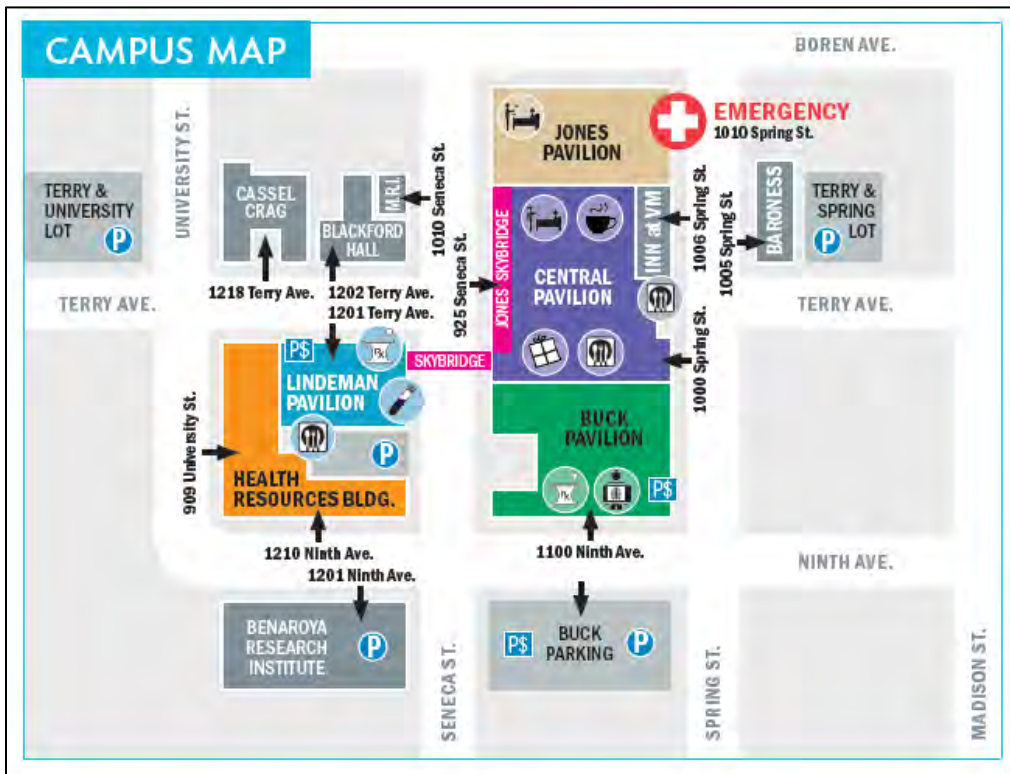 CAMPUS MAP
BOREN AVE.
UNIVERSITY ST.
JONES
PAVILION
EMERGENCY
1010 Spring St.
TERRY &
UNIVERSITY
LOT
P
CASSEL
CRAG
M.R.I.
BLACKFORD
HALL
1010 Seneca St.
925 Seneca St.
JONES SKYBRIDGE
CENTRAL
PAVILION
INN at VM
1006 Spring St.
1005 Spring St
BARONESS
TERRY &
SPRING
LOT
P
TERRY AVE.
1218 Terry Ave.
1202 Terry Ave.
1201 Terry Ave.
TERRY AVE.
P$
Rx
LINDEMAN
PAVILION
SKYBRIDGE
1000 Spring St.
909 University St.
P
HEALTH
RESOURCES BLDG.
BUCK
PAVILION
Rx
P$
1210 Ninth Ave.
1201 Ninth Ave.
1100 Ninth Ave.
NINTH AVE.
BENAROYA
RESEARCH
INSTITUTE
P
P$
BUCK
PARKING
P
SENECA ST.
SPRING ST.
MADISON ST.